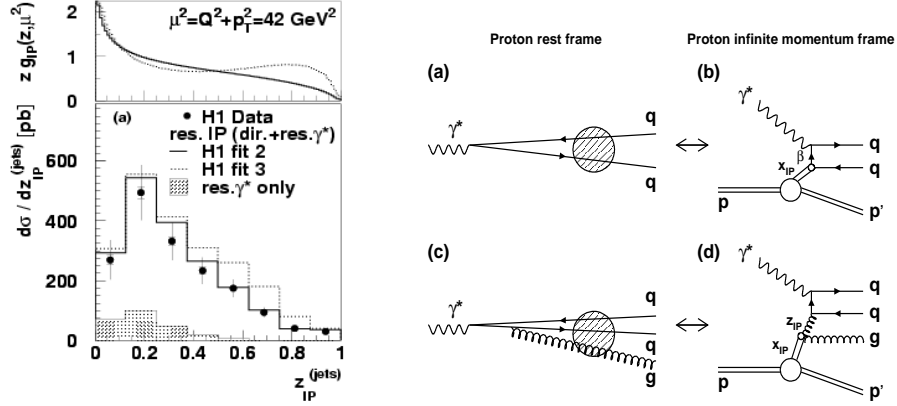 μ²=Q²+p_T²=42 GeV²
z g_IP(z,μ²)
2
1
0
(a)
H1 Data
res. IP (dir.+res.γ*)
H1 fit 2
H1 fit 3
res.γ* only
dσ / dz_IP^(jets) [pb]
600
400
200
0
0 0.2 0.4 0.6 0.8 1
z_IP^(jets)
Proton rest frame
Proton infinite momentum frame
(a)
γ*
q
q
(b)
γ*
β
x_IP
q
q
p
p'
(c)
γ*
q
q
g
(d)
γ*
q
q
z_IP
x_IP
g
p
p'